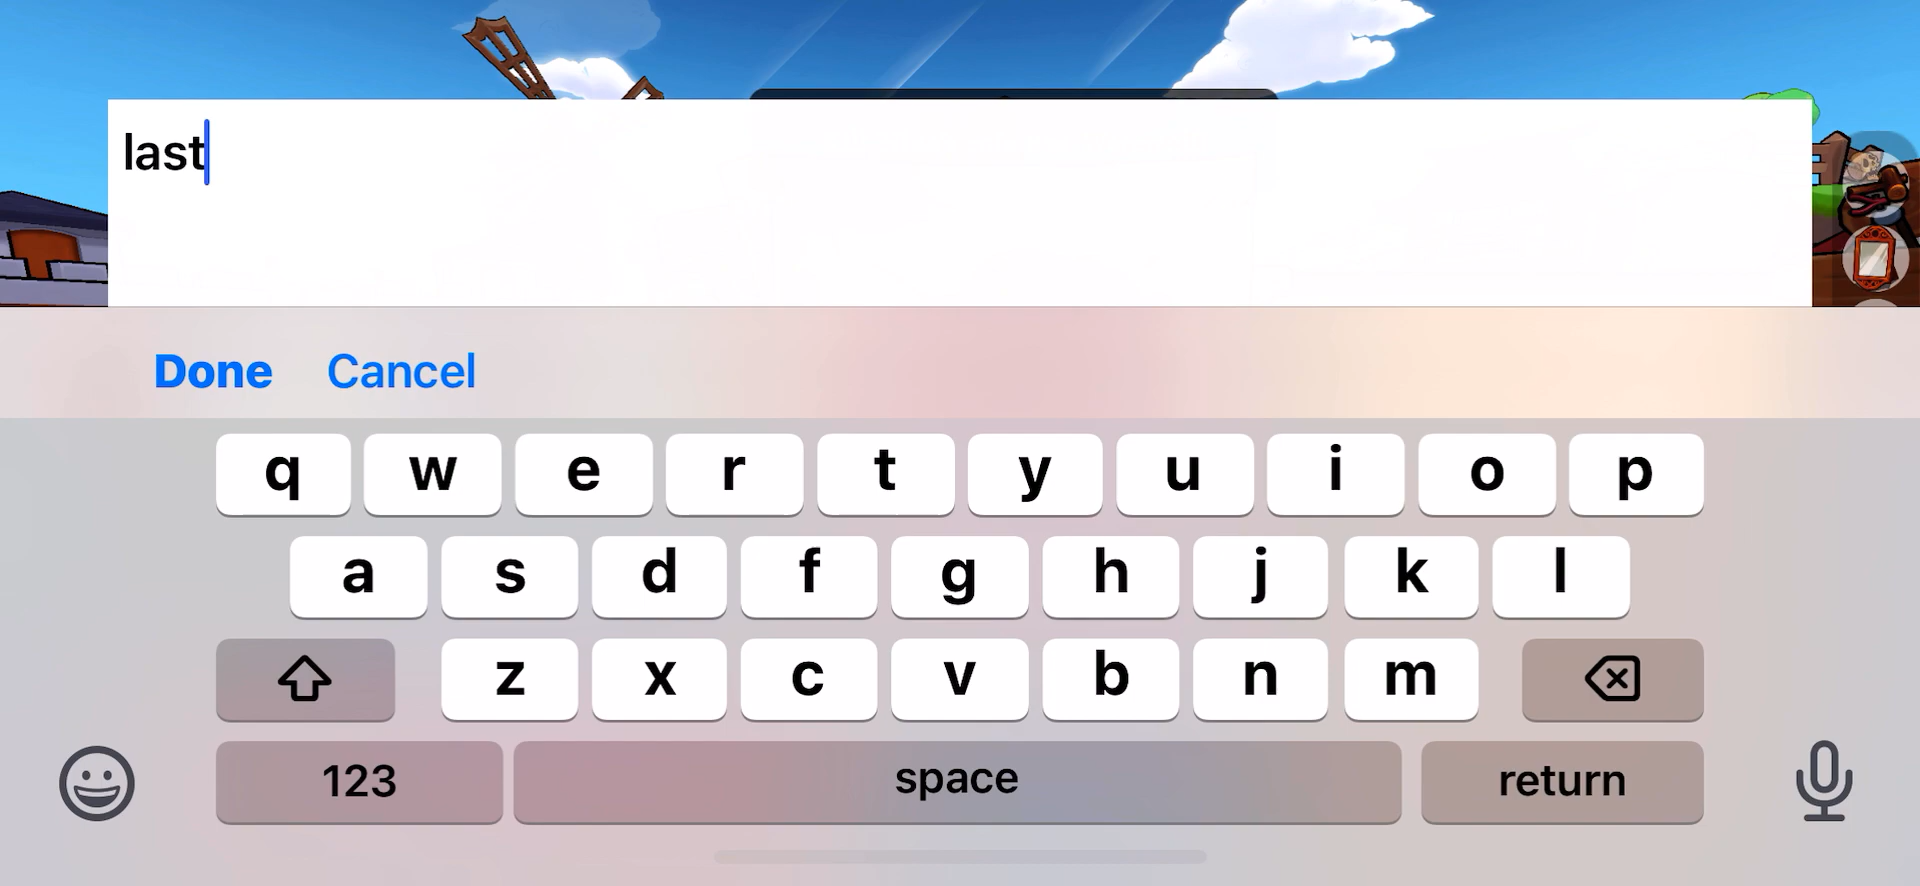 last
Done Cancel
q w e r t y u i o p
a s d f g h j k l
z x c v b n m
123 space return